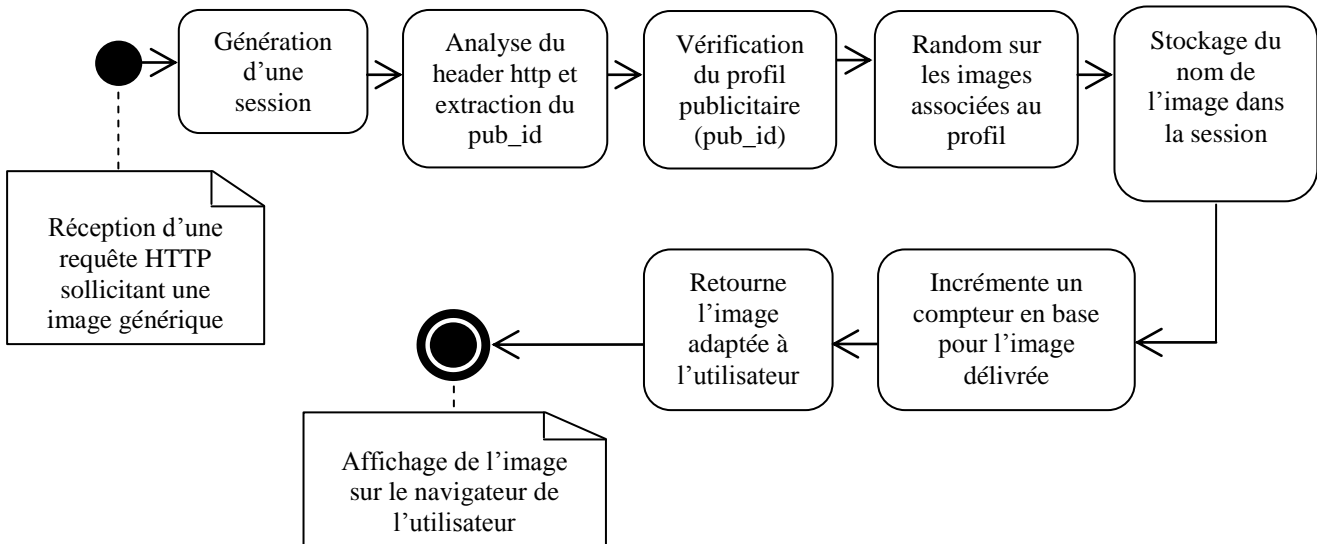 Génération
d’une
session
Analyse du
header http et
extraction du
pub_id
Vérification
du profil
publicitaire
(pub_id)
Random sur
les images
associées au
profil
Stockage du
nom de
l’image dans
la session
Réception d’une
requête HTTP
sollicitant une
image générique
Incrémente un
compteur en base
pour l’image
délivrée
Retourne
l’image
adaptée à
l’utilisateur
Affichage de l’image
sur le navigateur de
l’utilisateur